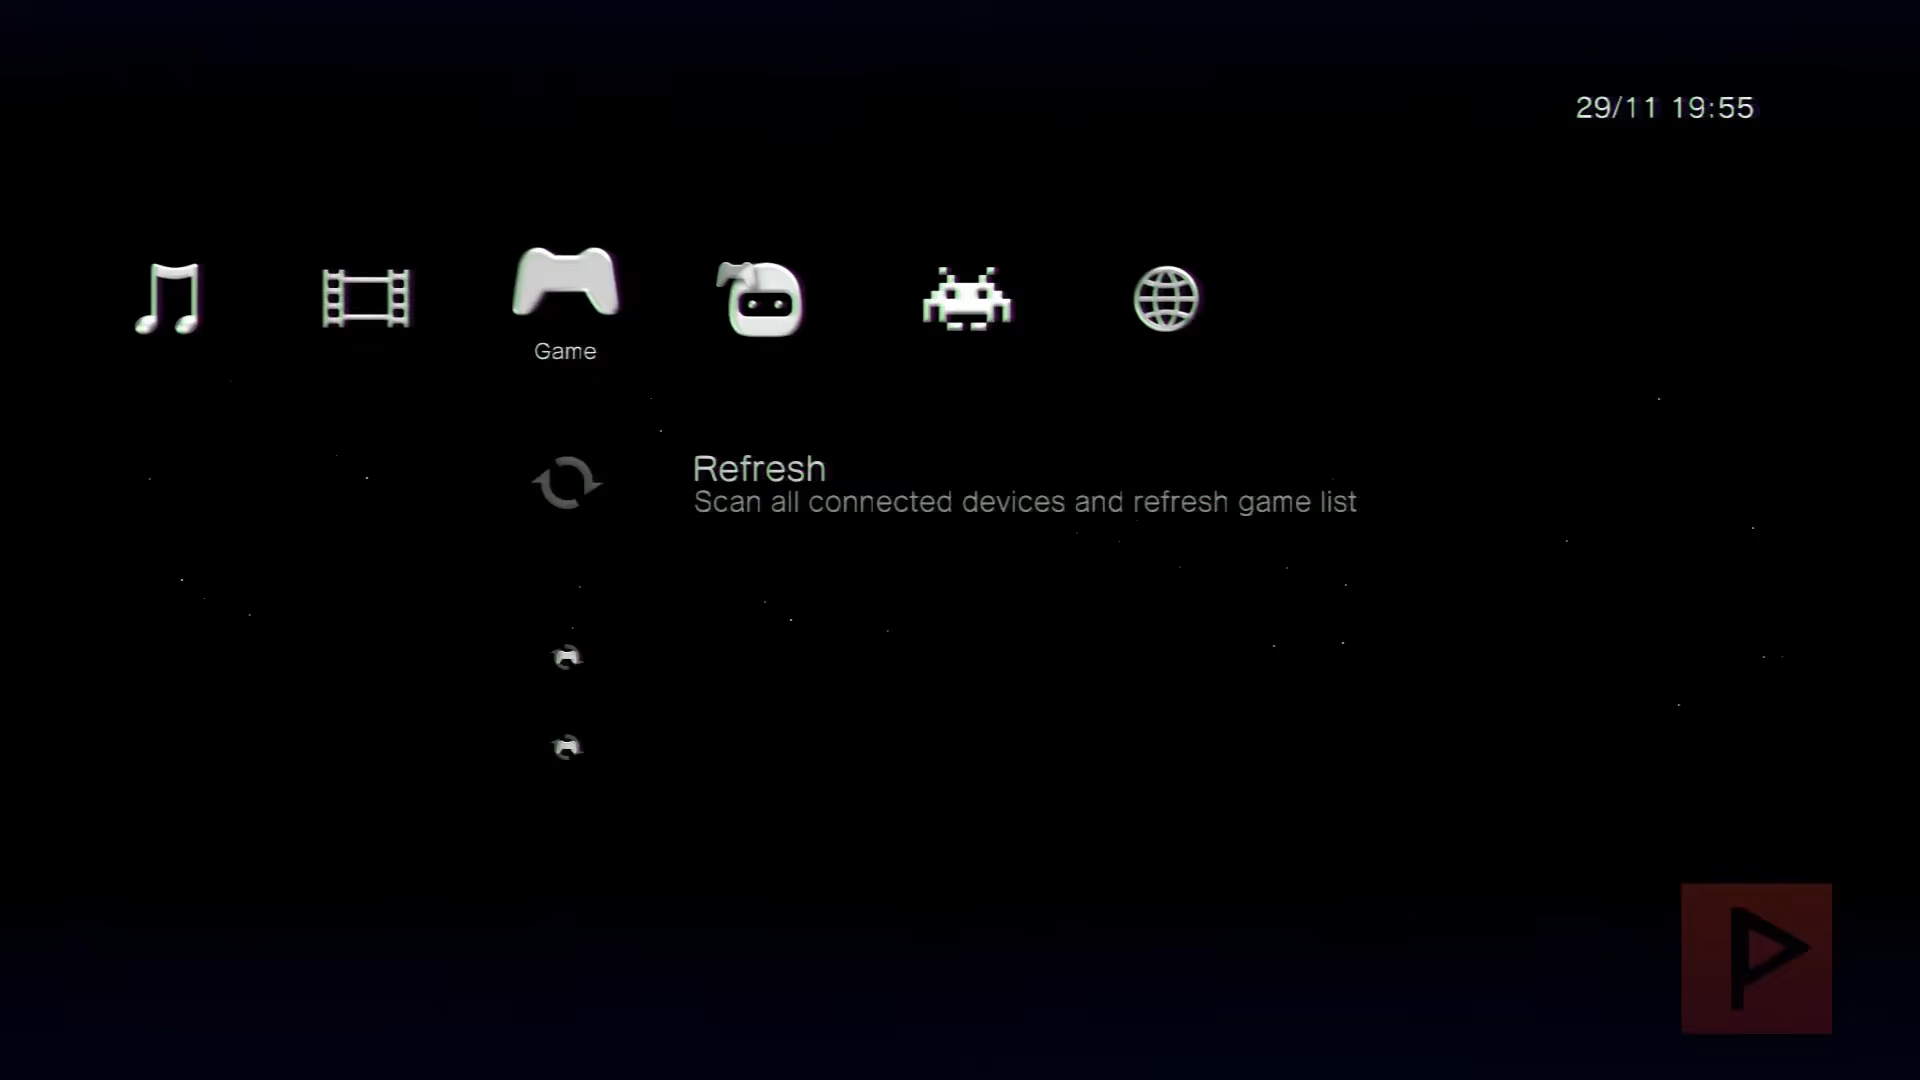 29/11 19:55
Game
Refresh
Scan all connected devices and refresh game list